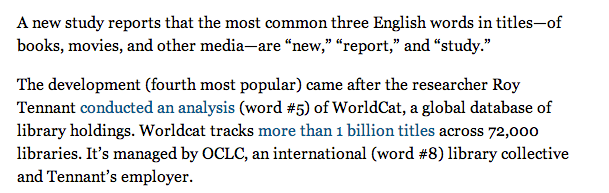 A new study reports that the most common three English words in titles—of
books, movies, and other media—are “new,” “report,” and “study.”
The development (fourth most popular) came after the researcher Roy
Tennant conducted an analysis (word #5) of WorldCat, a global database of
library holdings. Worldcat tracks more than 1 billion titles across 72,000
libraries. It’s managed by OCLC, an international (word #8) library collective
and Tennant’s employer.